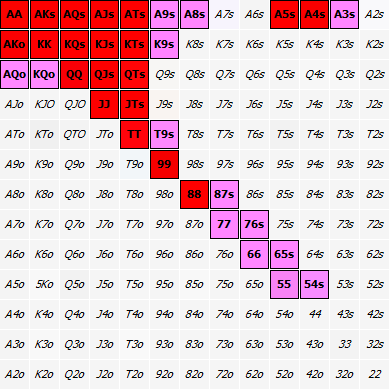 AA AKs AQs AJs ATs A9s A8s A7s A6s A5s A4s A3s A2s
AKo KK KQs KJs KTs K9s K8s K7s K6s K5s K4s K3s K2s
AQo KQo QQ QJs QTs Q9s Q8s Q7s Q6s Q5s Q4s Q3s Q2s
AJo KJO QJO JJ JTs J9s J8s J7s J6s J5s J4s J3s J2s
ATo KTo QTO JTo TT T9s T8s T7s T6s T5s T4s T3s T2s
A9o K9o Q9o J9o T9o 99 98s 97s 96s 95s 94s 93s 92s
A8o K8o Q8o J8o T8o 98o 88 87s 86s 85s 84s 83s 82s
A7o K7o Q7o J7o T7o 97o 87o 77 76s 75s 74s 73s 72s
A6o K6o Q6o J6o T6o 96o 86o 76o 66 65s 64s 63s 62s
A5o 5Ko Q5o J5o T5o 95o 85o 75o 65o 55 54s 53s 52s
A4o K4o Q4o J4o T4o 94o 84o 74o 64o 54o 44 43s 42s
A3o K3o Q3o J3o T3o 93o 83o 73o 63o 53o 43o 33 32s
A2o K2o Q2o J2o T2o 92o 82o 72o 62o 52o 42o 32o 22